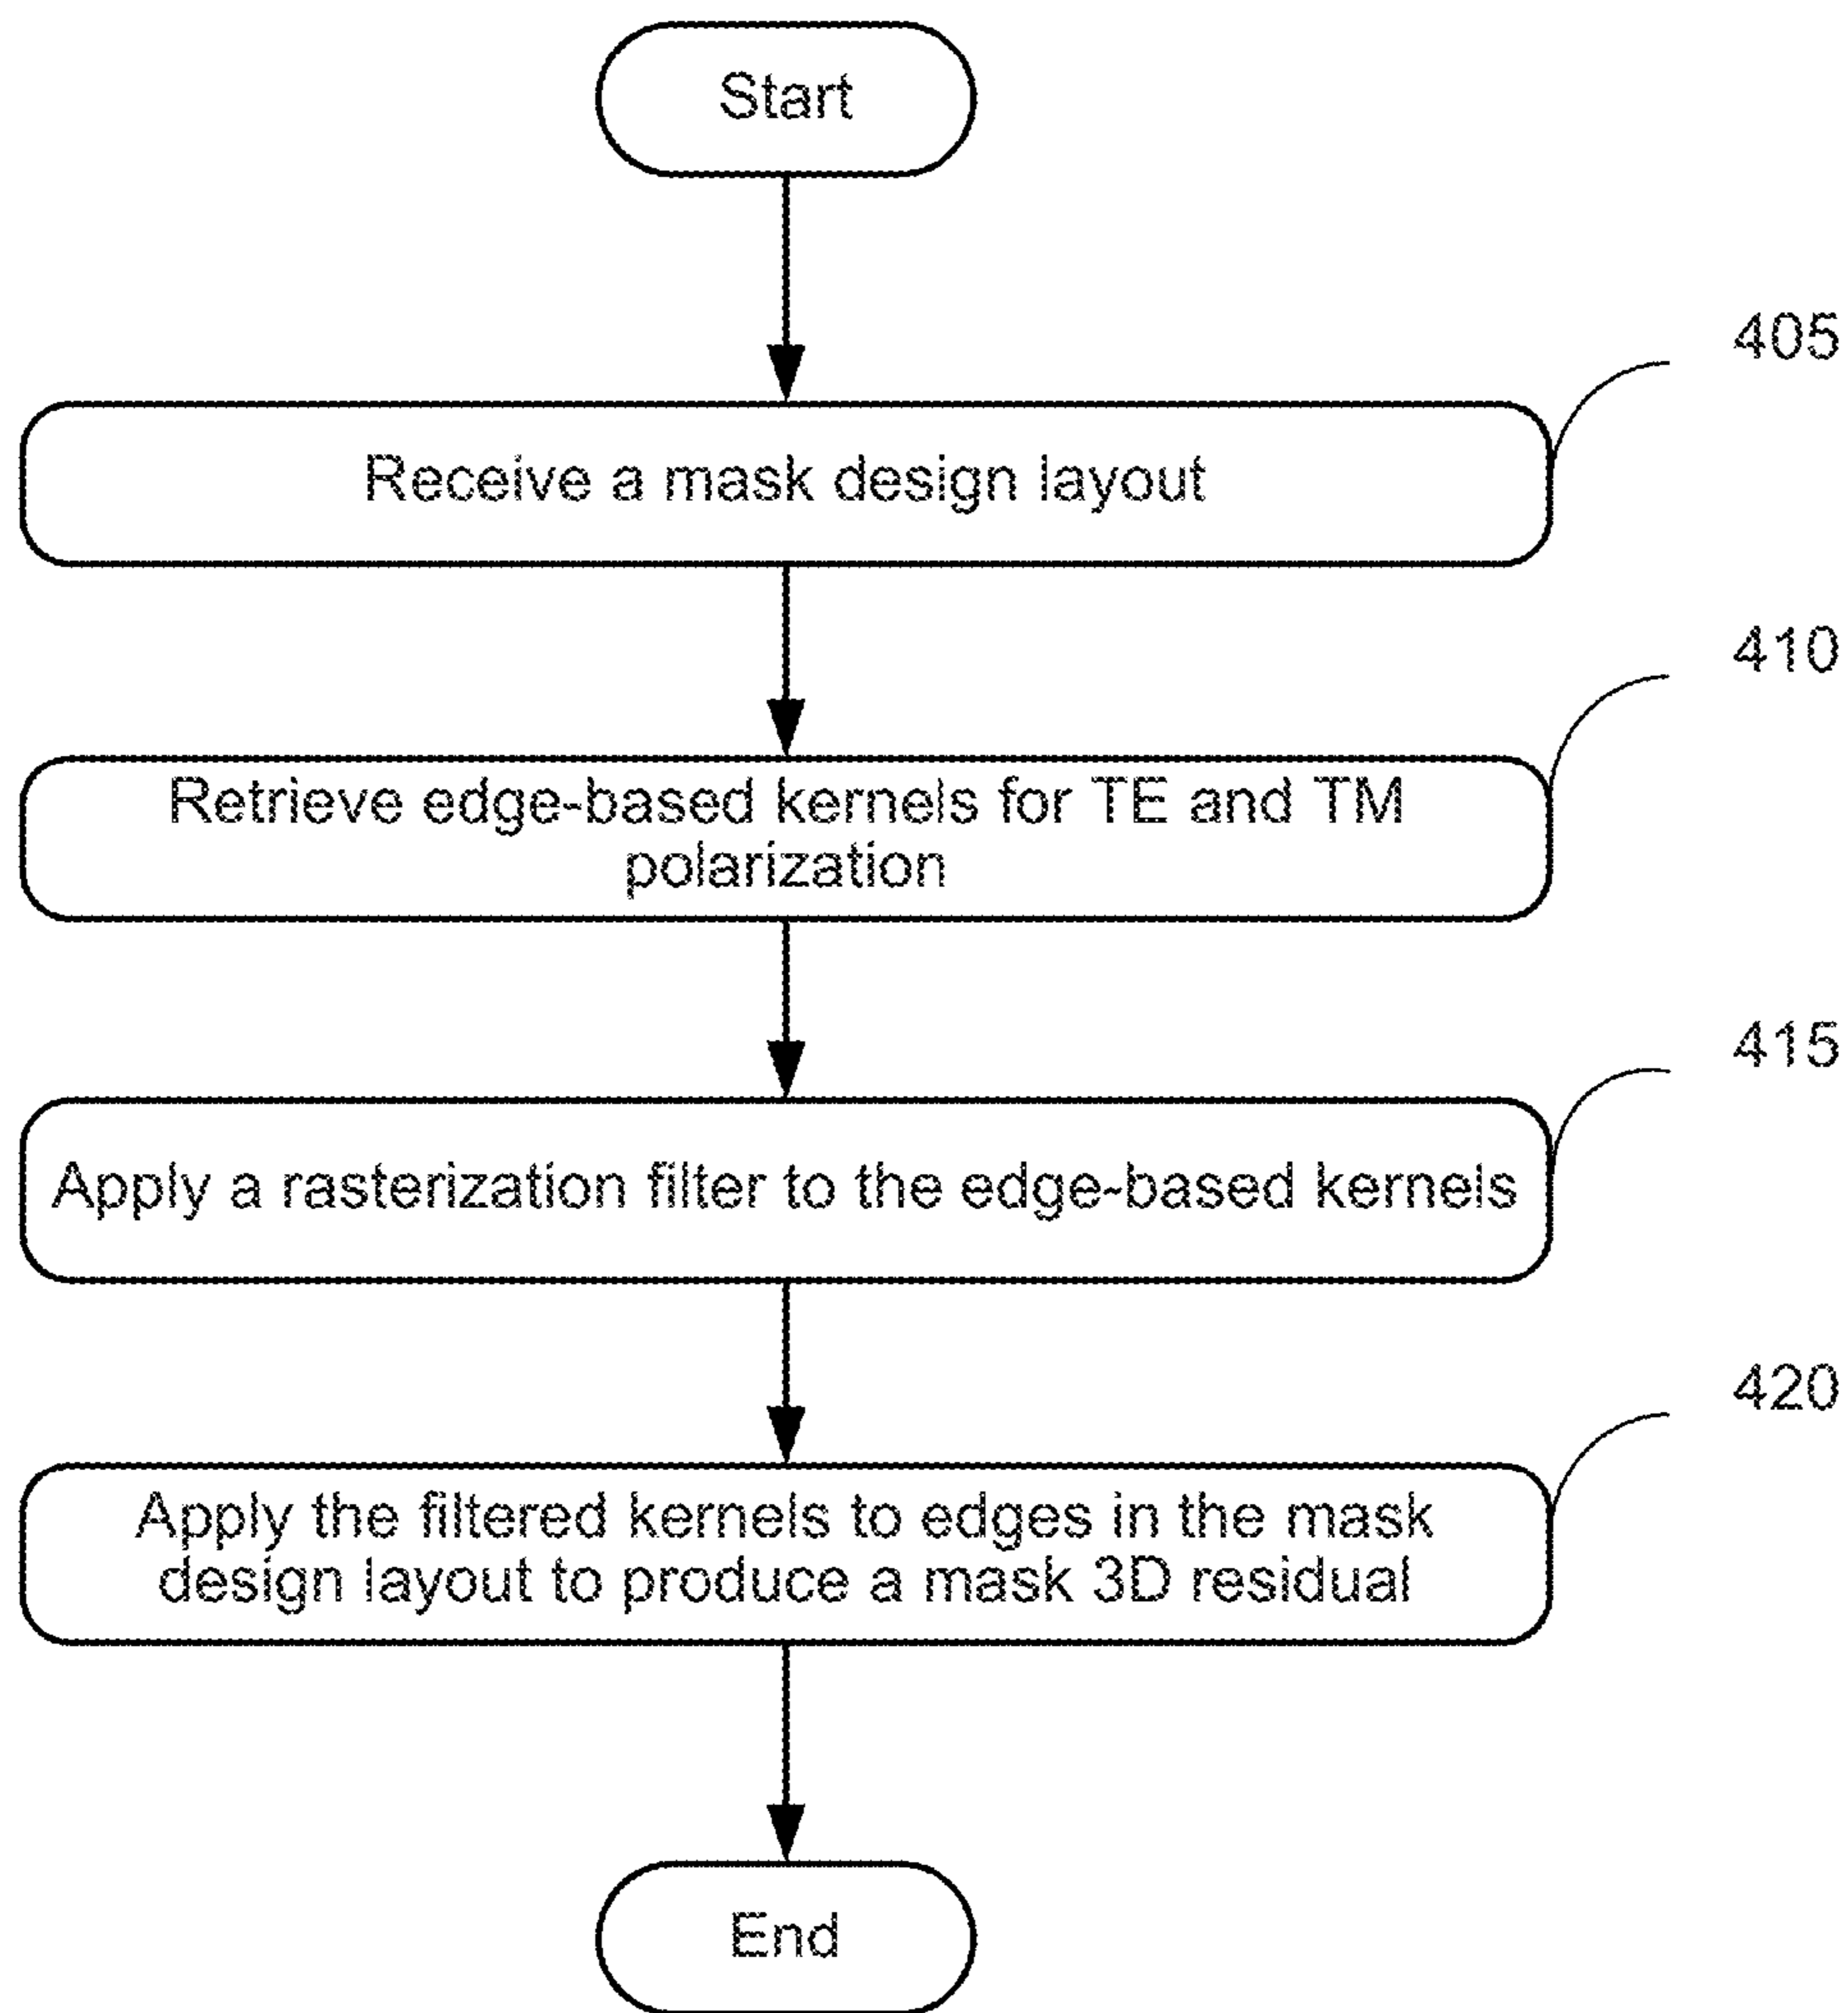 Start
405
Receive a mask design layout
410
Retrieve edge-based kernels for TE and TM
polarization
415
Apply a rasterization filter to the edge-based kernels
420
Apply the filtered kernels to edges in the mask
design layout to produce a mask 3D residual
End